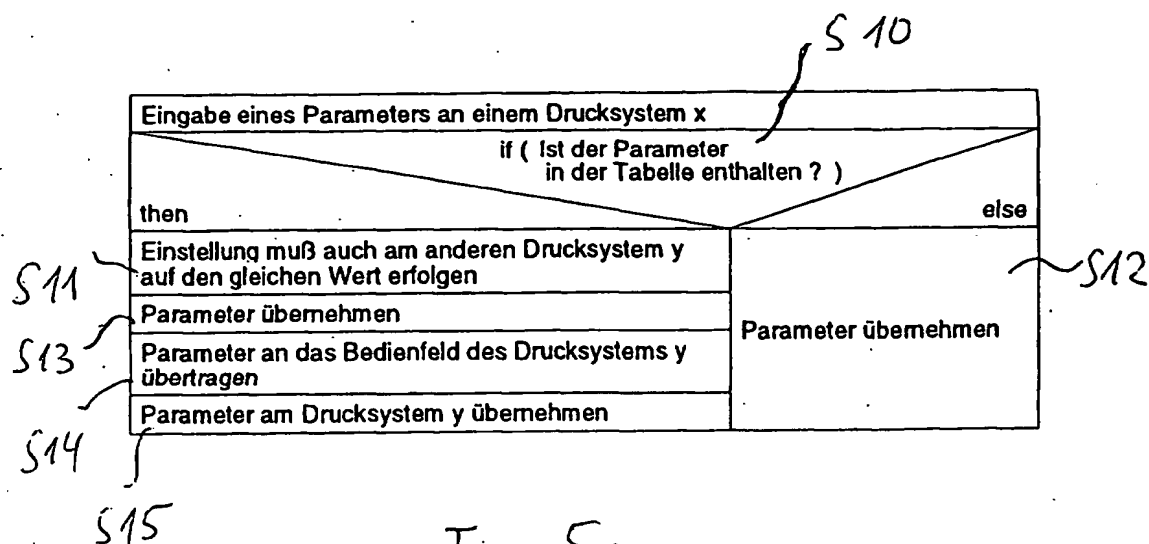 S 10
Eingabe eines Parameters an einem Drucksystem x
if ( Ist der Parameter
in der Tabelle enthalten ? )
then
else
Einstellung muß auch am anderen Drucksystem y
auf den gleichen Wert erfolgen
S11
S12
Parameter übernehmen
Parameter übernehmen
S13
Parameter an das Bedienfeld des Drucksystems y
übertragen
Parameter am Drucksystem y übernehmen
S14
S15
5